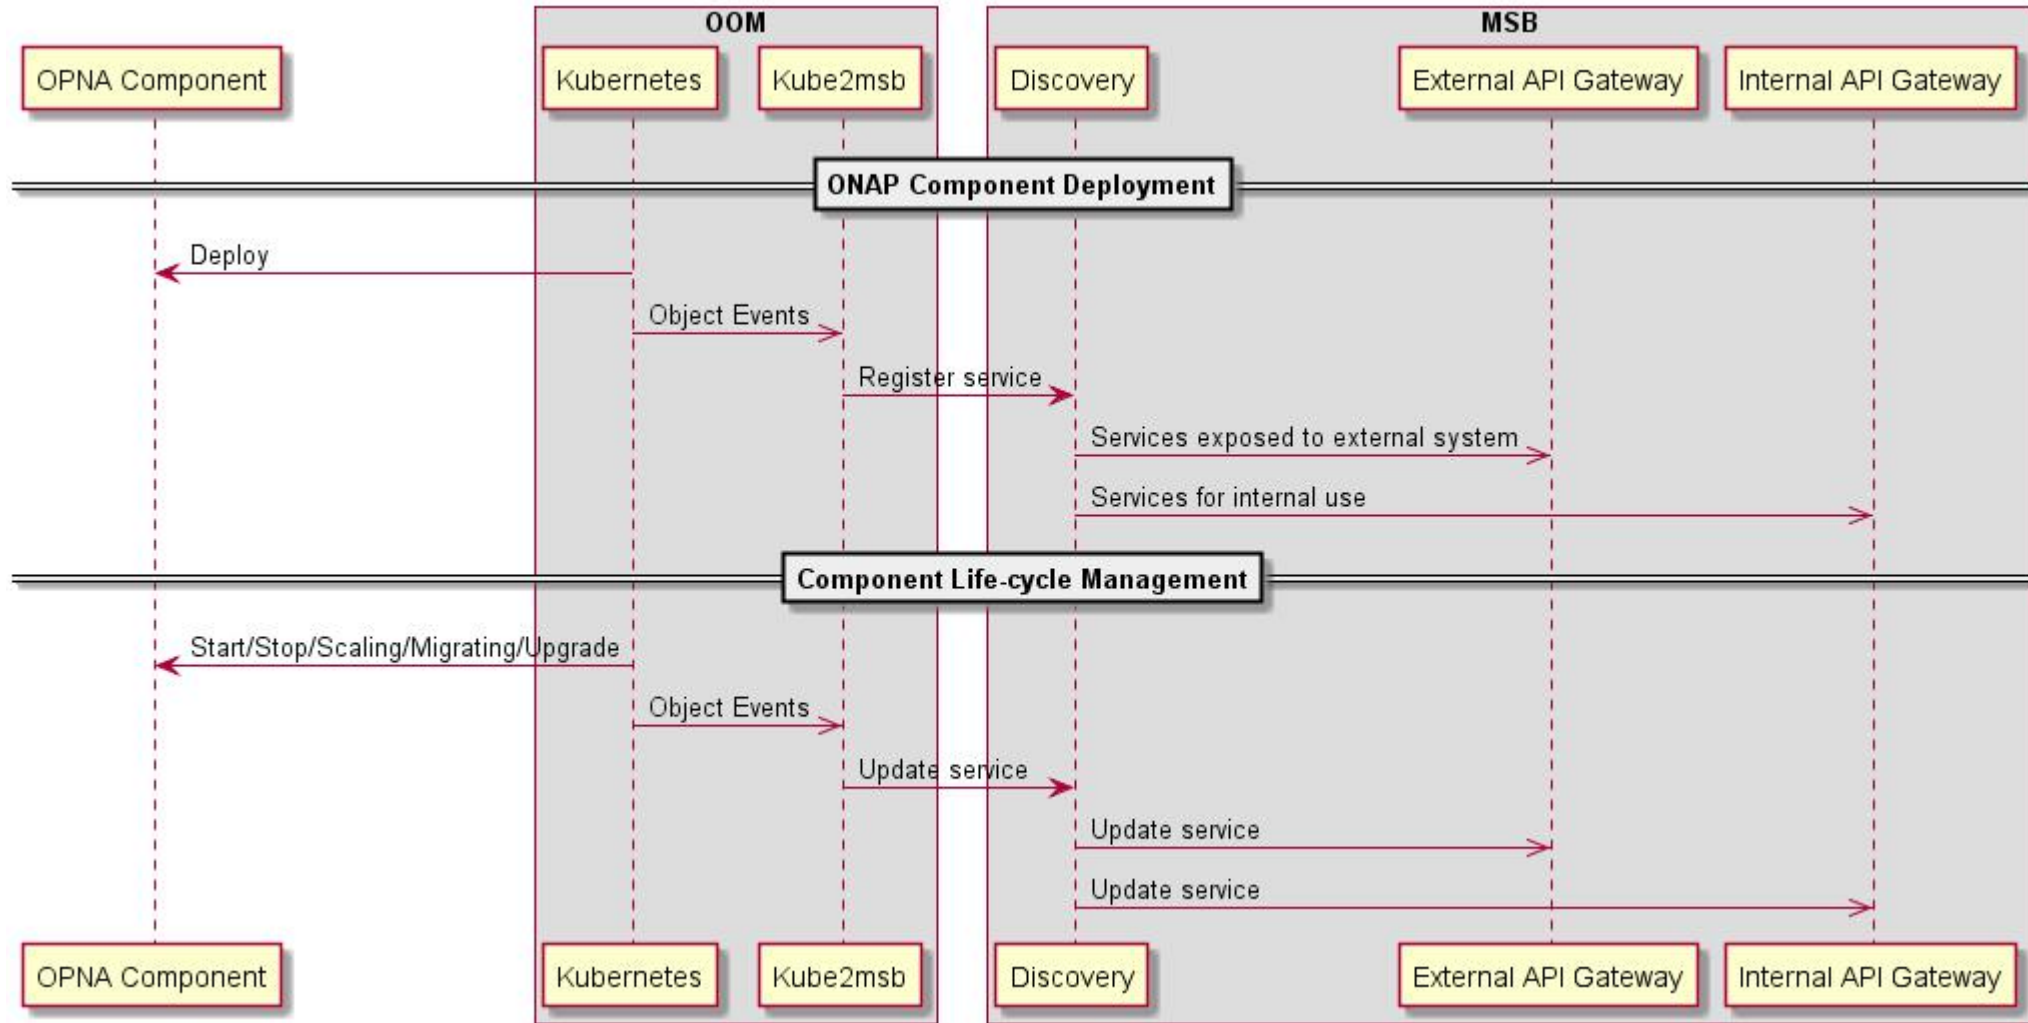 OOM
MSB
OPNA Component
Kubernetes
Kube2msb
Discovery
External API Gateway
Internal API Gateway
ONAP Component Deployment
Deploy
Object Events
Register service
Services exposed to external system
Services for internal use
Component Life-cycle Management
Start/Stop/Scaling/Migrating/Upgrade
Object Events
Update service
Update service
Update service
OPNA Component
Kubernetes
Kube2msb
Discovery
External API Gateway
Internal API Gateway